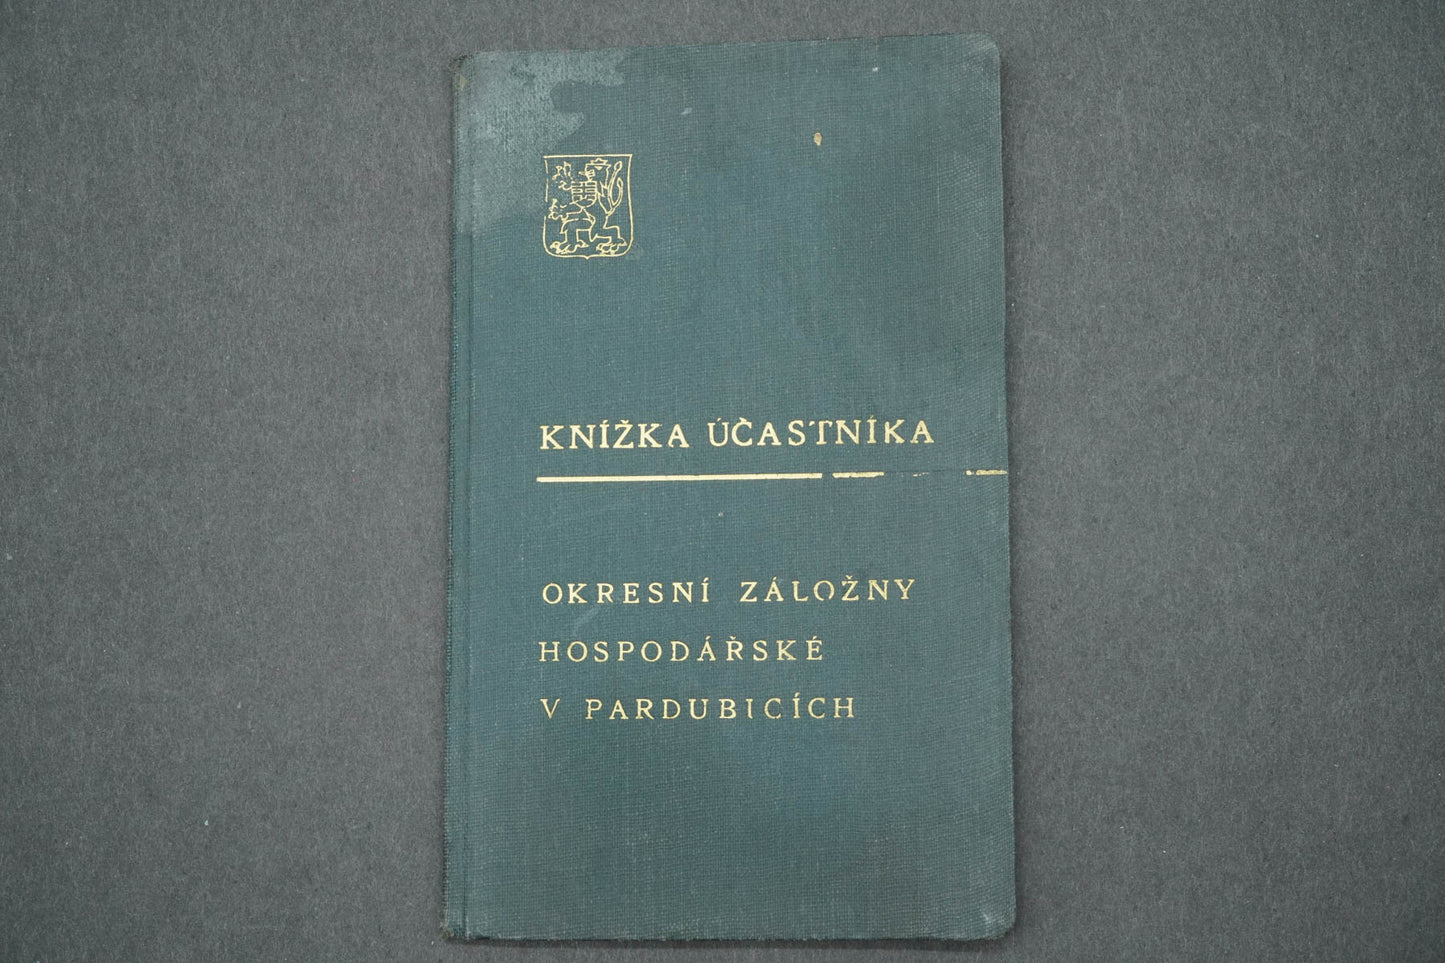 KNÍŽKA ÚČASTNÍKA
OKRESNÍ ZÁLOŽNY
HOSPODÁŘSKÉ
V PARDUBICÍCH